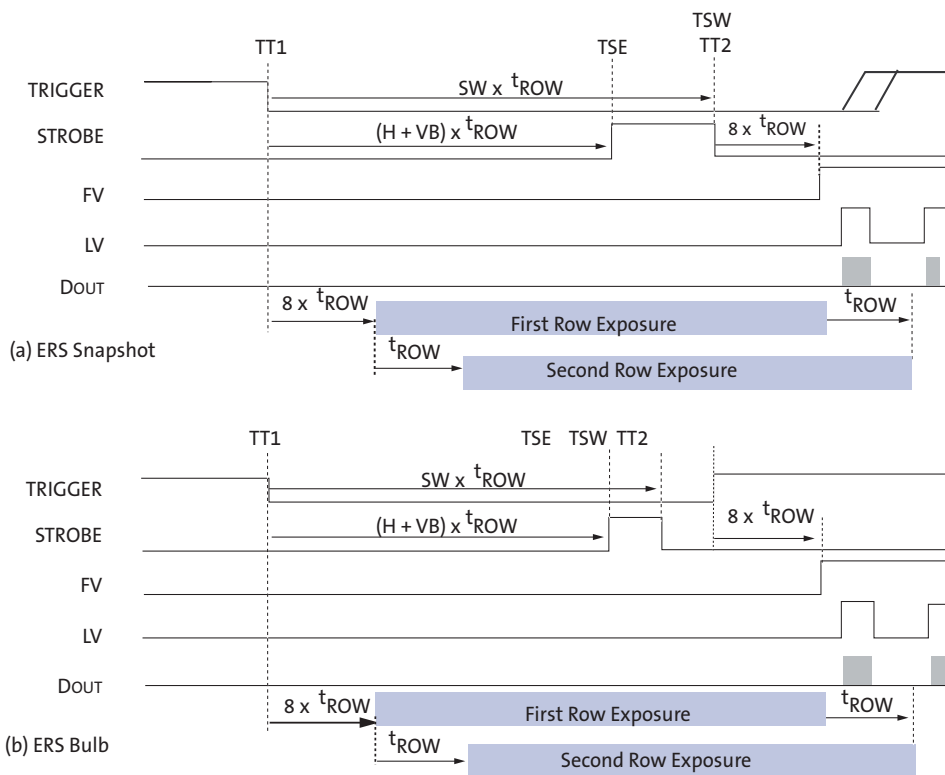 TSW
TT1 TSE TT2
TRIGGER
SW x tROW
STROBE
(H + VB) x tROW
8 x tROW
FV
LV
DOUT
8 x tROW
First Row Exposure
tROW
(a) ERS Snapshot
tROW
Second Row Exposure
TT1 TSE TSW TT2
TRIGGER
SW x tROW
STROBE
(H + VB) x tROW
8 x tROW
FV
LV
DOUT
8 x tROW
First Row Exposure
tROW
(b) ERS Bulb
tROW
Second Row Exposure